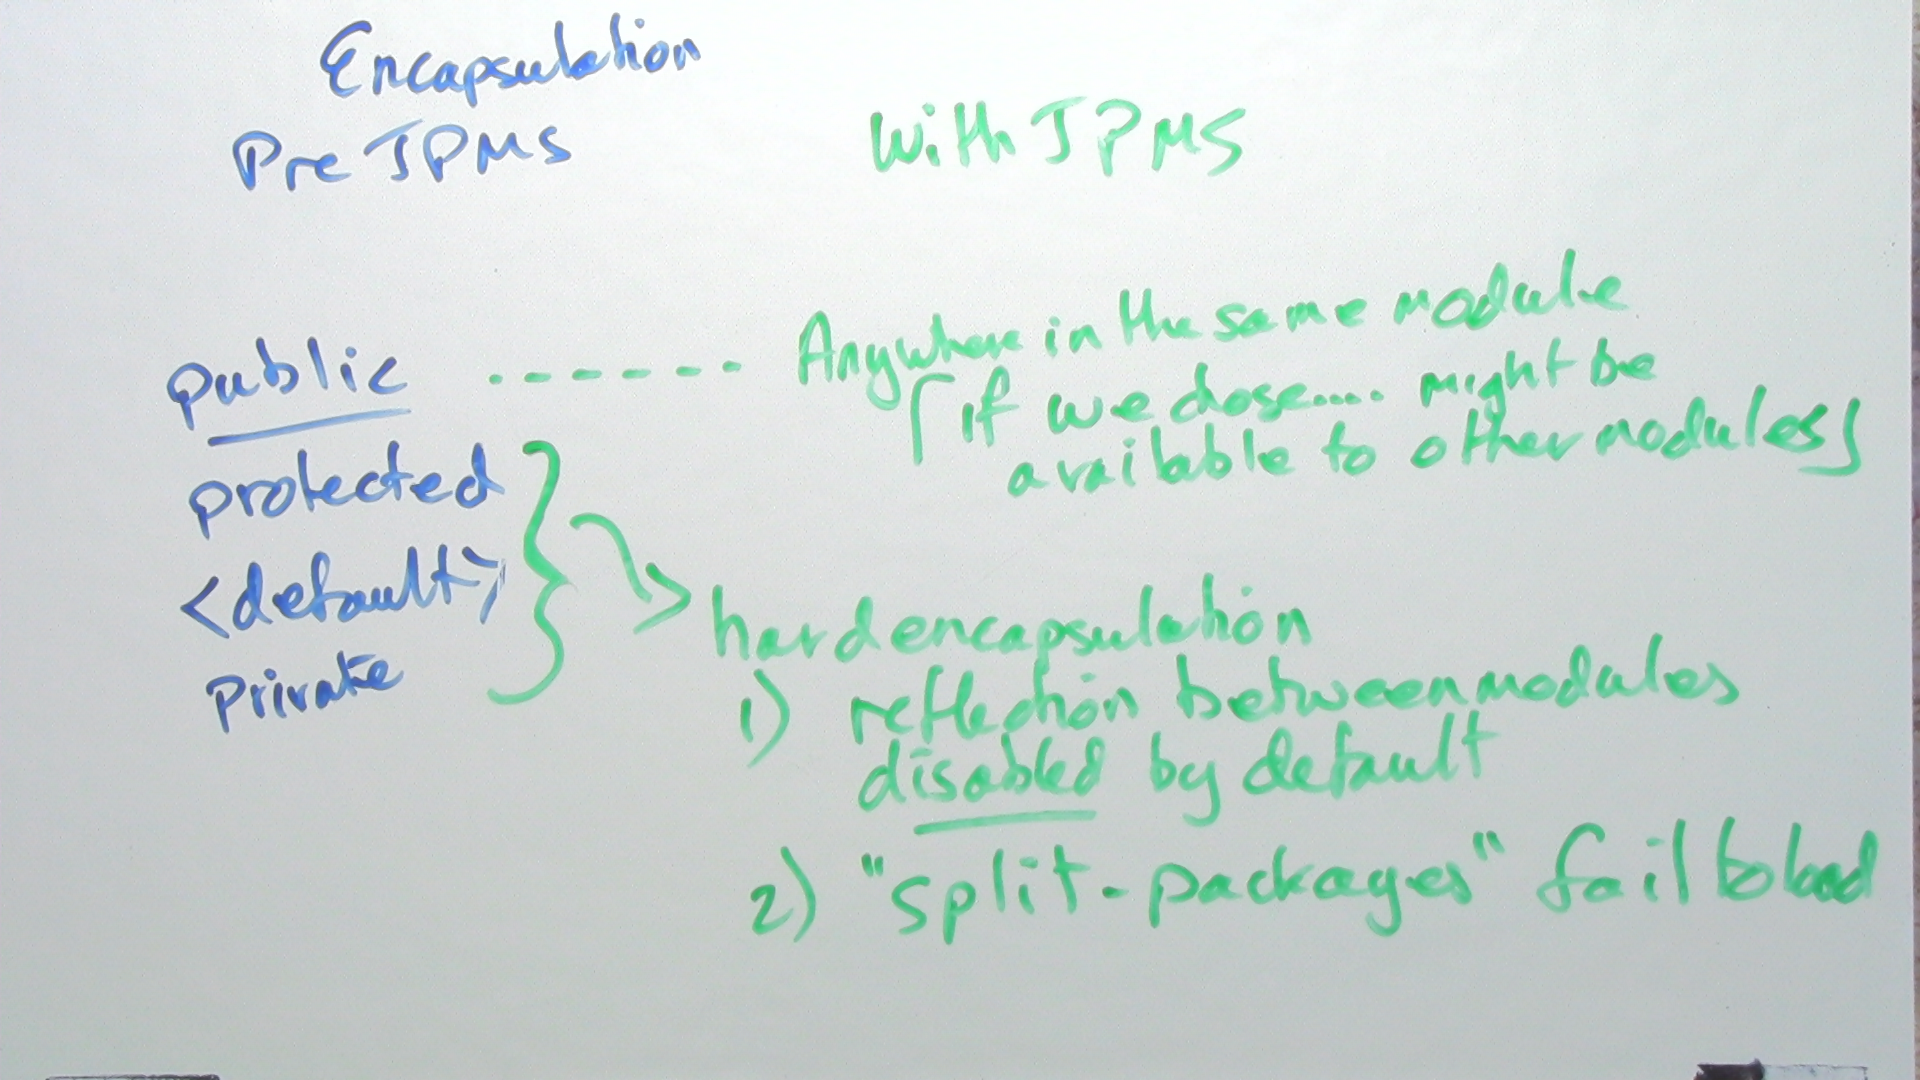 Encapsulation
Pre JPMS
With JPMS
public ------ Anywhere in the same module
[if we chose.... might be
available to other modules]
protected
<default>
private
hard encapsulation
1) reflection between modules
disabled by default
2) "split-packages" fail to load